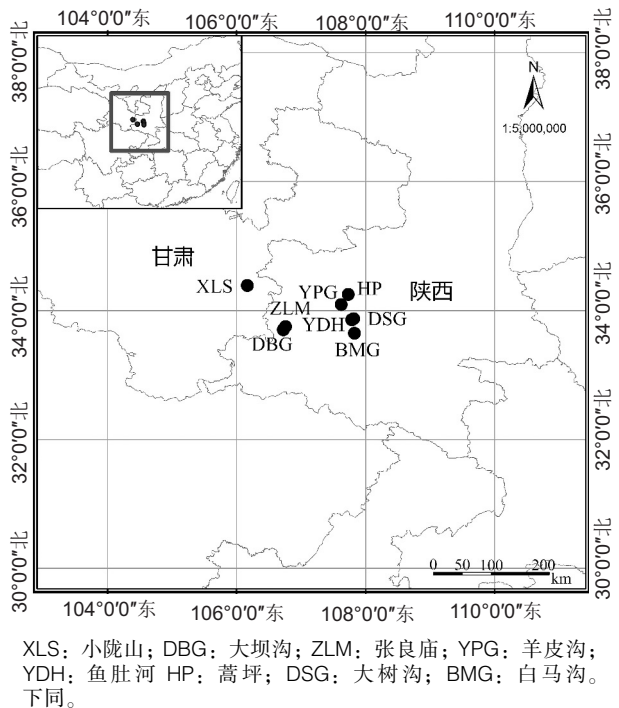 104°0′0″东 106°0′0″东 108°0′0″东 110°0′0″东
38°0′0″北 38°0′0″北
N
1:5,000,000
36°0′0″北 36°0′0″北
甘肃
XLS YPG HP 陕西
ZLM YDH DSG
34°0′0″北 34°0′0″北
DBG BMG
32°0′0″北 32°0′0″北
0 50 100 200
km
30°0′0″北 30°0′0″北
104°0′0″东 106°0′0″东 108°0′0″东 110°0′0″东
XLS：小陇山；DBG：大坝沟；ZLM：张良庙；YPG：羊皮沟；
YDH：鱼肚河 HP：蒿坪；DSG：大树沟；BMG：白马沟。
下同。